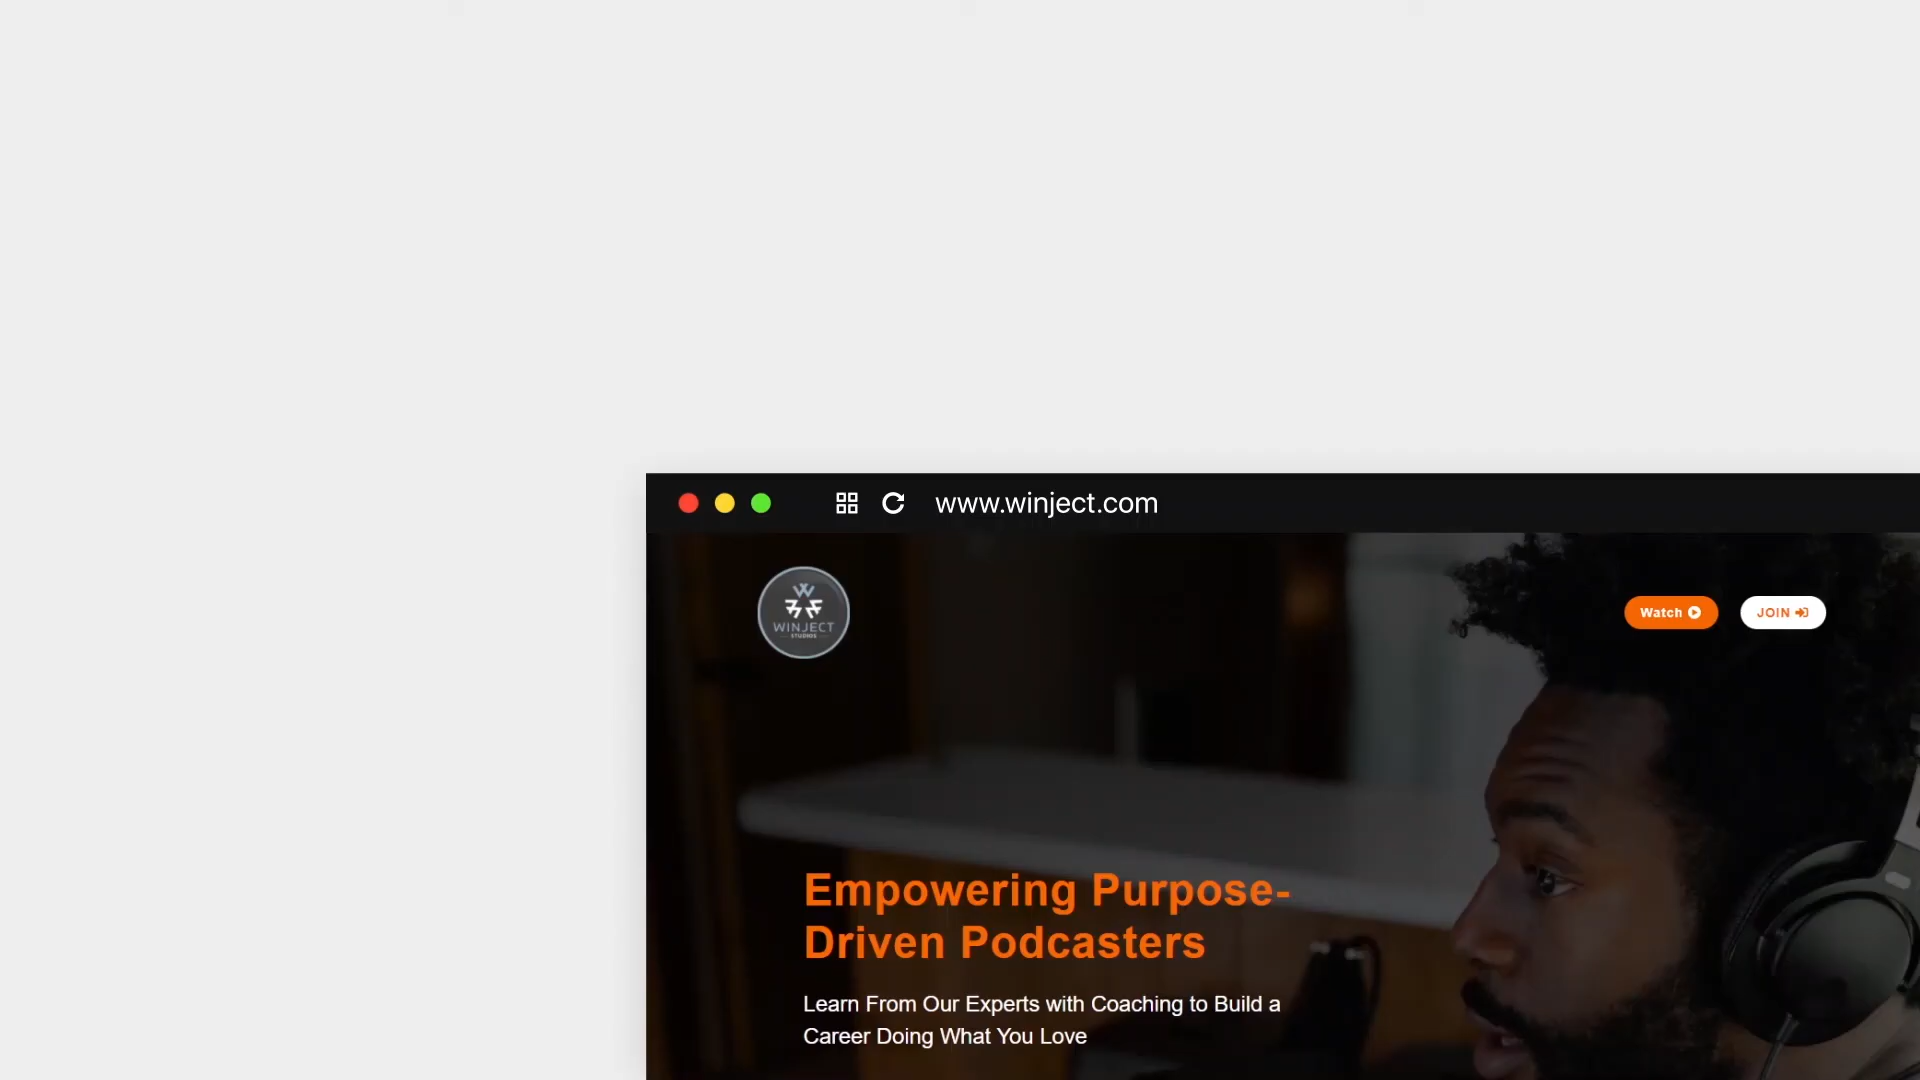 www.winject.com
W
WINJECT
STUDIOS
Watch
JOIN
Empowering Purpose-
Driven Podcasters
Learn From Our Experts with Coaching to Build a
Career Doing What You Love